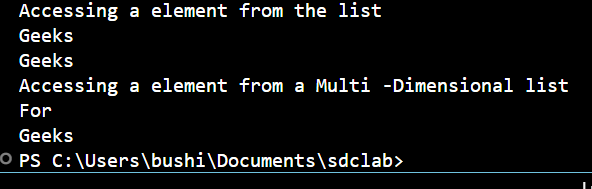 Accessing a element from the list
Geeks
Geeks
Accessing a element from a Multi -Dimensional list
For
Geeks
PS C:\Users\bushi\Documents\sdclab>